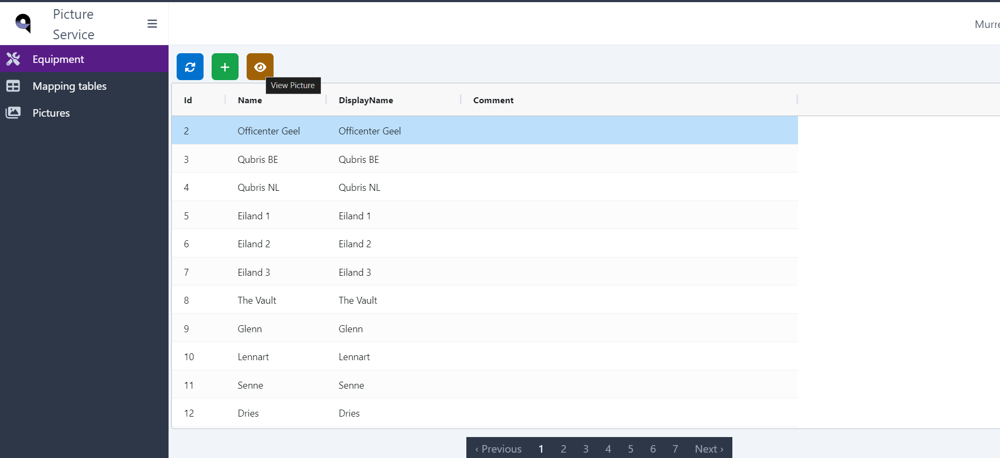 Picture
Service
Equipment
Mapping tables
Pictures
View Picture
Id Name DisplayName Comment
2 Officenter Geel Officenter Geel
3 Qubris BE Qubris BE
4 Qubris NL Qubris NL
5 Eiland 1 Eiland 1
6 Eiland 2 Eiland 2
7 Eiland 3 Eiland 3
8 The Vault The Vault
9 Glenn Glenn
10 Lennart Lennart
11 Senne Senne
12 Dries Dries
‹ Previous 1 2 3 4 5 6 7 Next ›